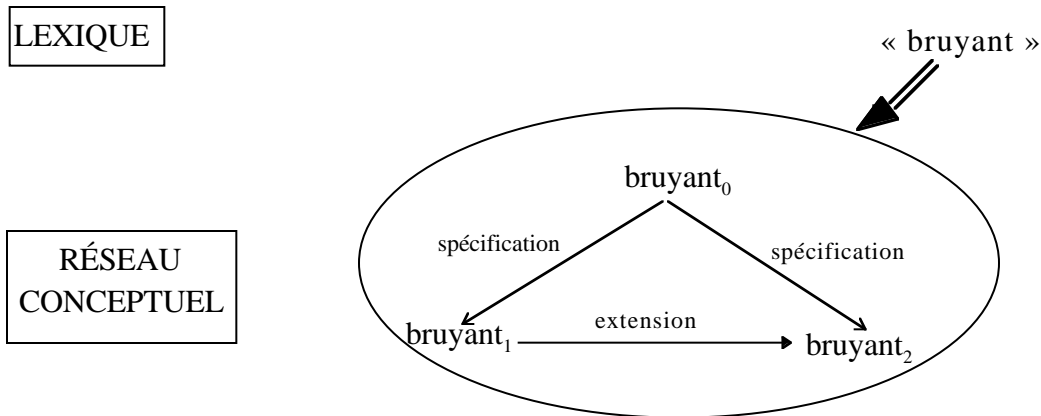 LEXIQUE
« bruyant »
bruyant₀
spécification
spécification
RÉSEAU
CONCEPTUEL
bruyant₁
extension
bruyant₂